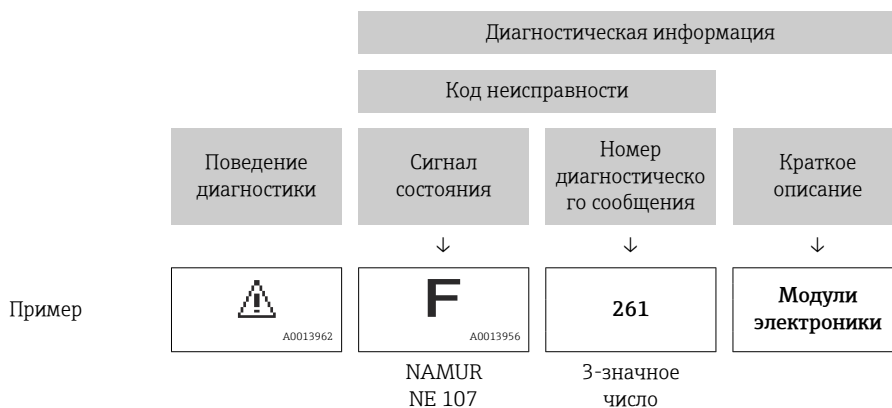 Диагностическая информация
Код неисправности
Поведение
диагностики
Сигнал
состояния
Номер
диагностическо
го сообщения
Краткое
описание
↓
↓
↓
Пример
A0013962
F
A0013956
261
Модули
электроники
NAMUR
NE 107
3-значное
число